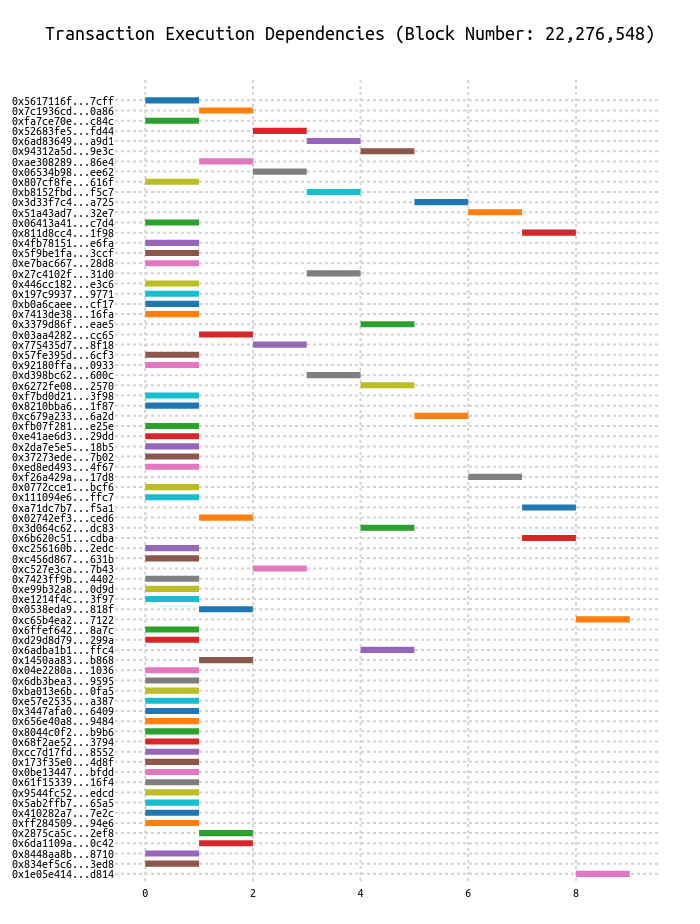 Transaction Execution Dependencies (Block Number: 22,276,548)
0x5617116f...7cff
0x7c1936cd...0a86
0xfa7ce70e...c84c
0x52683fe5...fd44
0x6ad83649...a9d1
0x94312a5d...9e3c
0xae308289...86e4
0x06534b98...ee62
0x807cf8fe...616f
0xb8152fbd...f5c7
0x3d33f7c4...a725
0x51a43ad7...32e7
0x06413a41...c7d4
0x811d8cc4...1f98
0x4fb78151...e6fa
0x5f9be1fa...3ccf
0xe7bac667...28d8
0x27c4102f...31d0
0x446cc182...e3c6
0x197c9937...9771
0xb0a6caee...cf17
0x7413de38...16fa
0x3379d86f...eae5
0x03aa4282...cc65
0x775435d7...8f18
0x57fe395d...6cf3
0x92180ffa...0933
0xd398bc62...600c
0x6272fe08...2570
0xf7bd0d21...3f98
0x8210bba6...1f87
0xc679a233...6a2d
0xfb07f281...e25e
0xe41ae6d3...29dd
0x2da7e5e5...18b5
0x37273ede...7b02
0xed8ed493...4f67
0xf26a429a...17d8
0x0772cce1...bcf6
0x111094e6...ffc7
0xa71dc7b7...f5a1
0x02742ef3...ced6
0x3d064c62...dc83
0x6b620c51...cdba
0xc256160b...2edc
0xc456d867...631b
0xc527e3ca...7b43
0x7423ff9b...4402
0xe99b32a8...0d9d
0xe1214f4c...3f97
0x0538eda9...818f
0xc65b4ea2...7122
0x6ffef642...8a7c
0xd29d8d79...299a
0x6adba1b1...ffc4
0x1450aa83...b868
0x04e2280a...1036
0x6db3bea3...9595
0xba013e6b...0fa5
0xe57e2535...a387
0x3447afa0...6409
0x656e40a8...9484
0x8044c0f2...b9b6
0x68f2ae52...3794
0xcc7d17fd...8552
0x173f35e0...4d8f
0x0be13447...bfdd
0x61f15339...16f4
0x9544fc52...edcd
0x5ab2ffb7...65a5
0x410282a7...7e2c
0xff284509...94e6
0x2875ca5c...2ef8
0x6da1109a...0c42
0x8448aa8b...8710
0x834ef5c6...3ed8
0x1e05e414...d814
0 2 4 6 8